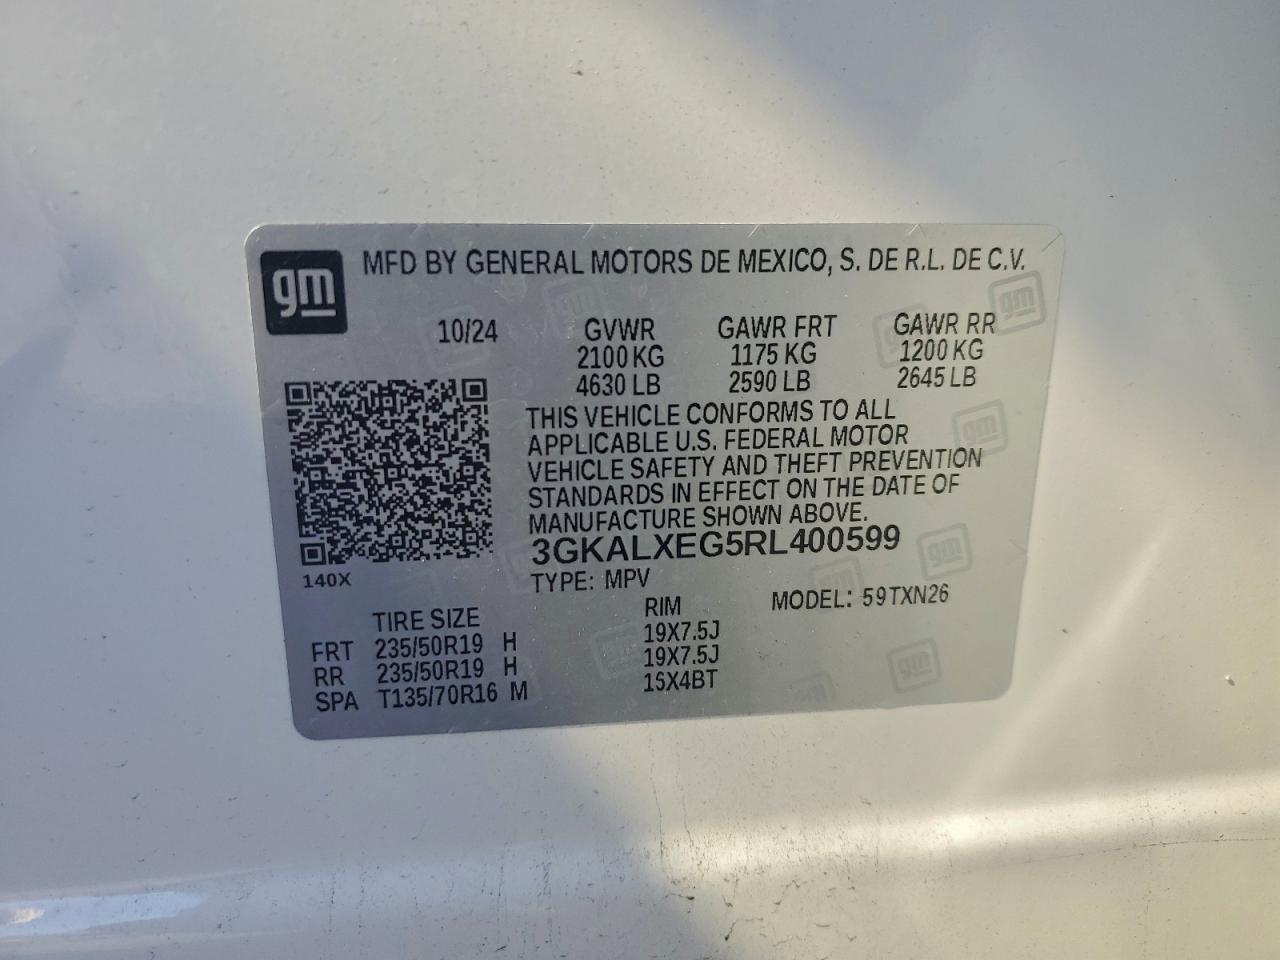 gm MFD BY GENERAL MOTORS DE MEXICO, S. DE R.L. DE C.V.
10/24 GVWR GAWR FRT GAWR RR
2100 KG 1175 KG 1200 KG
4630 LB 2590 LB 2645 LB
THIS VEHICLE CONFORMS TO ALL
APPLICABLE U.S. FEDERAL MOTOR
VEHICLE SAFETY AND THEFT PREVENTION
STANDARDS IN EFFECT ON THE DATE OF
MANUFACTURE SHOWN ABOVE.
3GKALXEG5RL400599
140X
TYPE: MPV MODEL: 59TXN26
TIRE SIZE RIM
FRT 235/50R19 H 19X7.5J
RR 235/50R19 H 19X7.5J
SPA T135/70R16 M 15X4BT